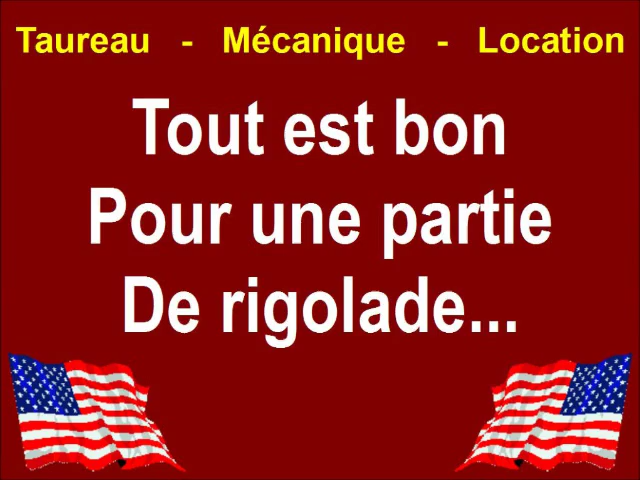 Taureau - Mécanique - Location
Tout est bon
Pour une partie
De rigolade...